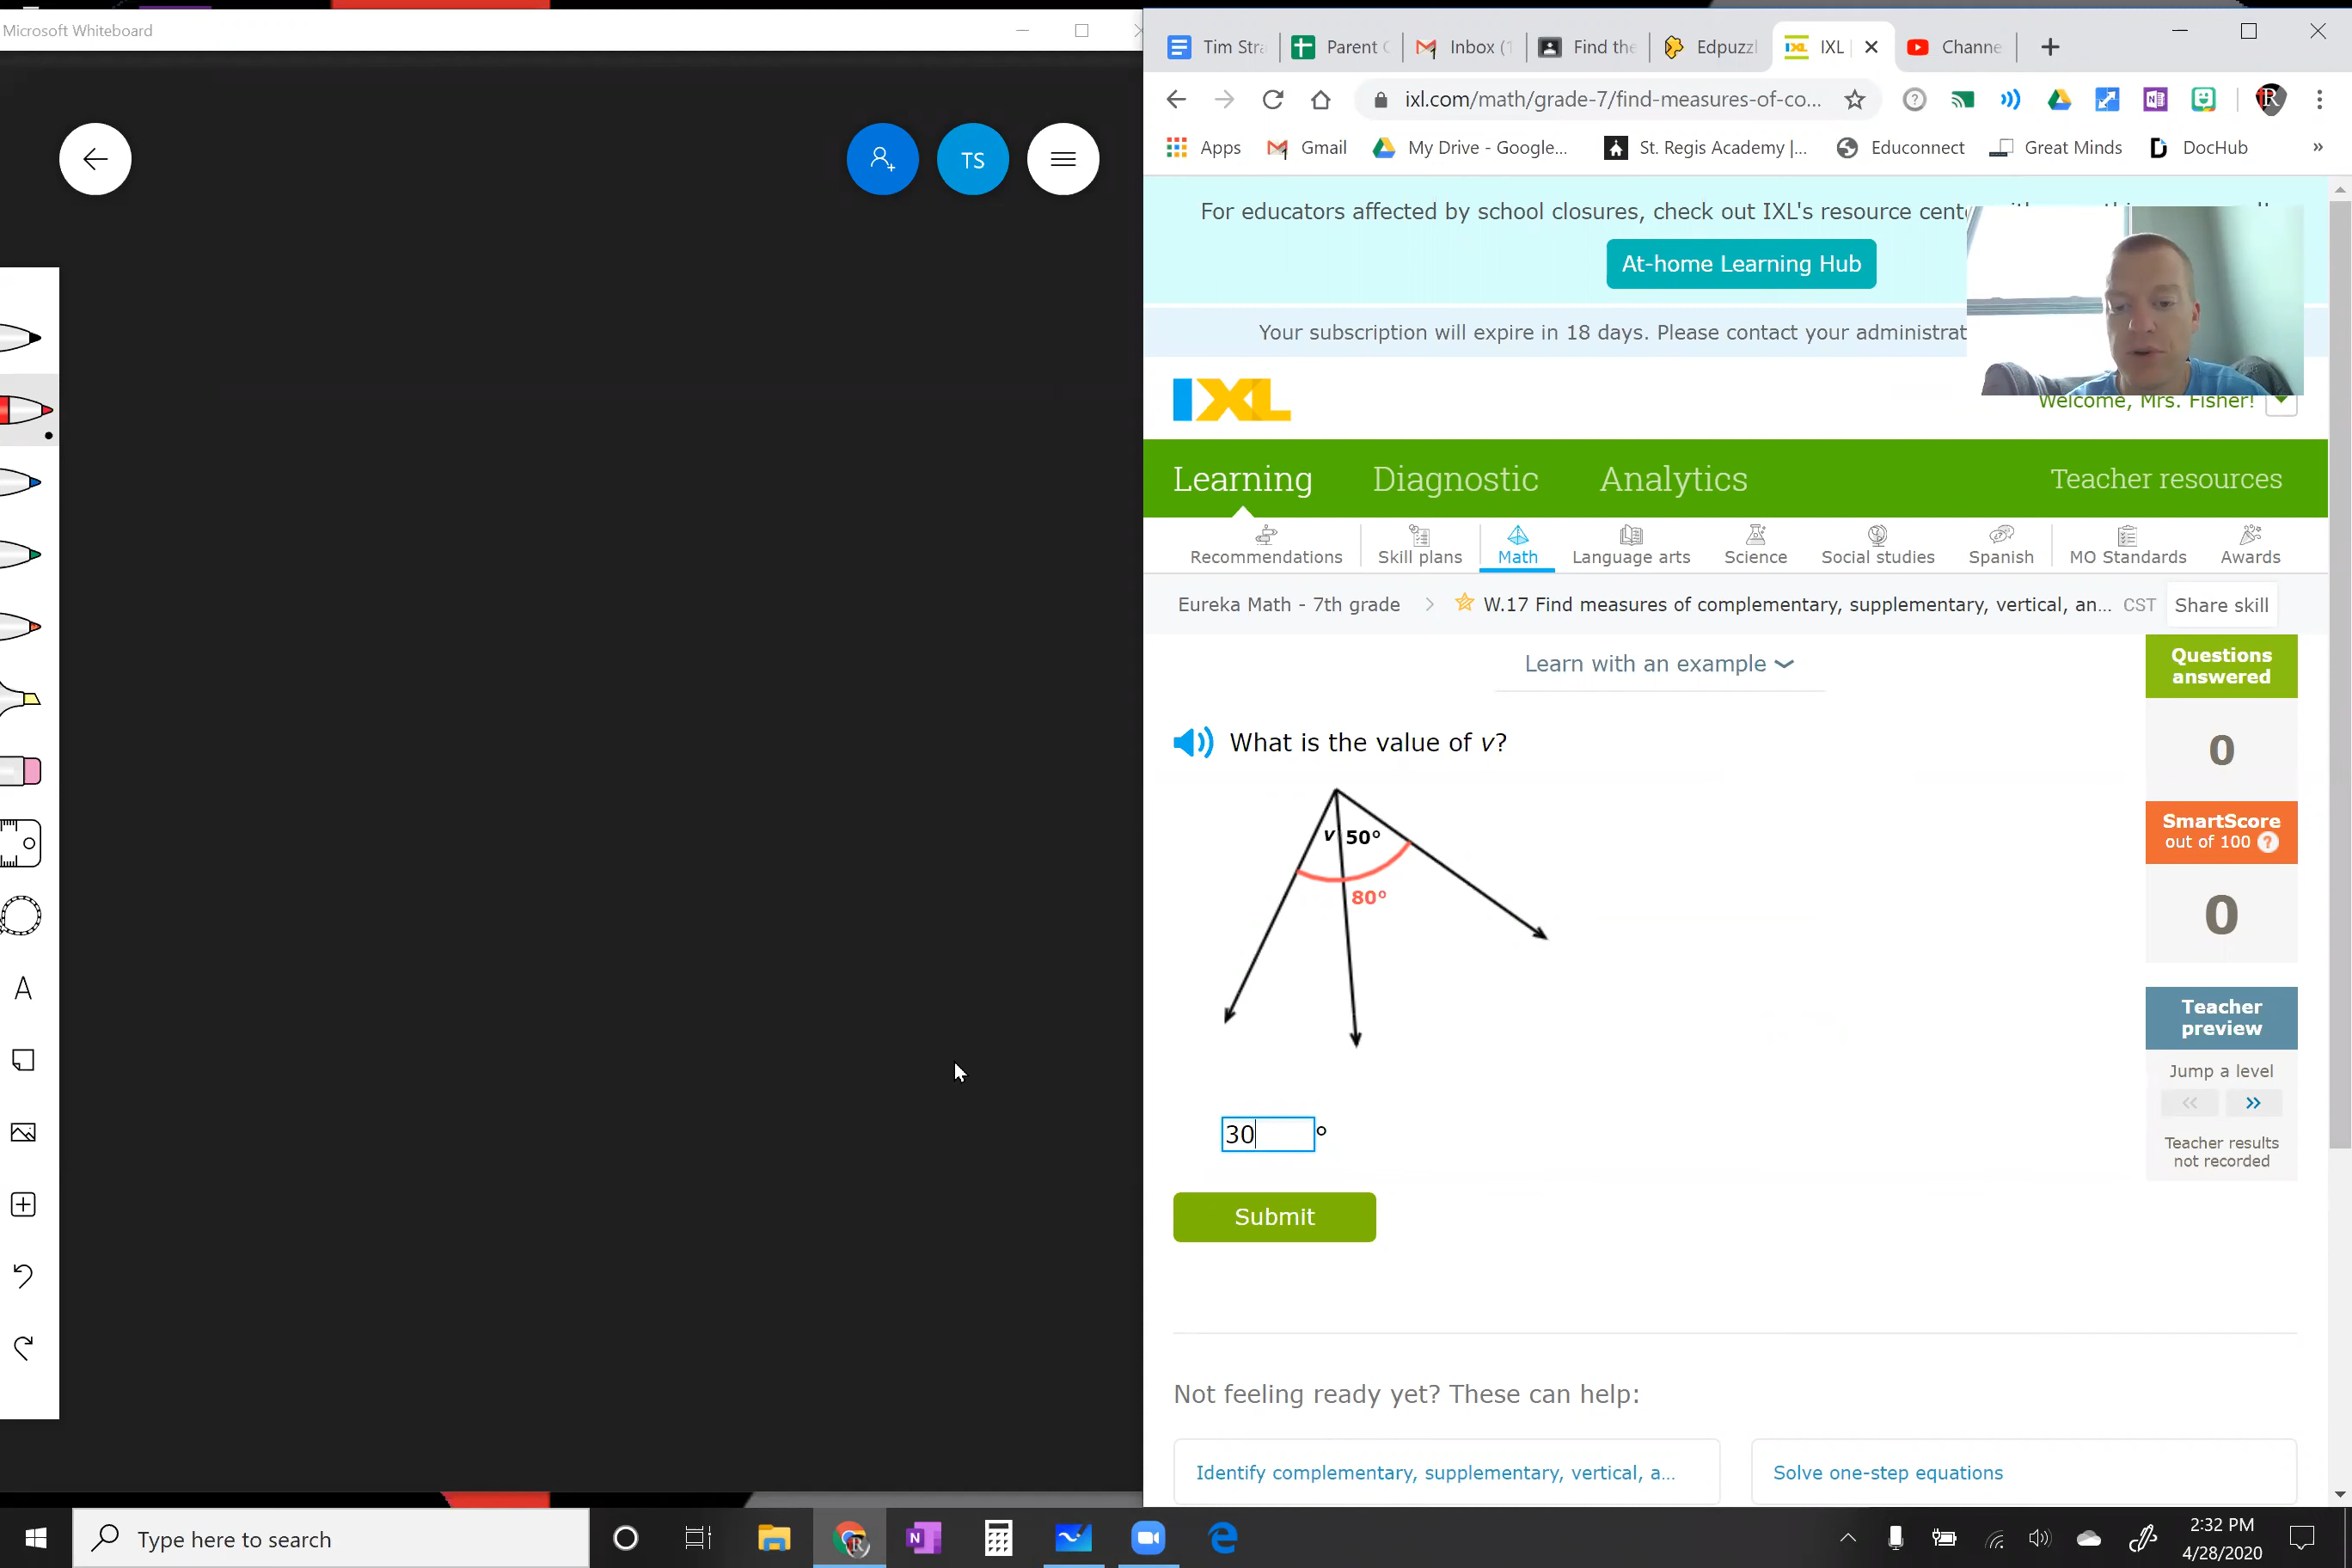 Microsoft Whiteboard
TS
A
Tim Stra
Parent
Inbox (1
Find the
Edpuzzl
IXL
Channe
ixl.com/math/grade-7/find-measures-of-co...
Apps
Gmail
My Drive - Google...
St. Regis Academy |...
Educonnect
Great Minds
DocHub
»
For educators affected by school closures, check out IXL's resource
At-home Learning Hub
Your subscription will expire in 18 days. Please contact your administrat
IXL
Welcome, Mrs. Fisher!
Learning
Diagnostic
Analytics
Teacher resources
Recommendations
Skill plans
Math
Language arts
Science
Social studies
Spanish
MO Standards
Awards
Eureka Math - 7th grade > W.17 Find measures of complementary, supplementary, vertical, an... CST
Share skill
Learn with an example
Questions
answered
0
SmartScore
out of 100 ?
0
Teacher
preview
Jump a level
<< >>
Teacher results
not recorded
What is the value of v?
v 50°
80°
30 °
Submit
Not feeling ready yet? These can help:
Identify complementary, supplementary, vertical, a...
Solve one-step equations
Type here to search
2:32 PM
4/28/2020